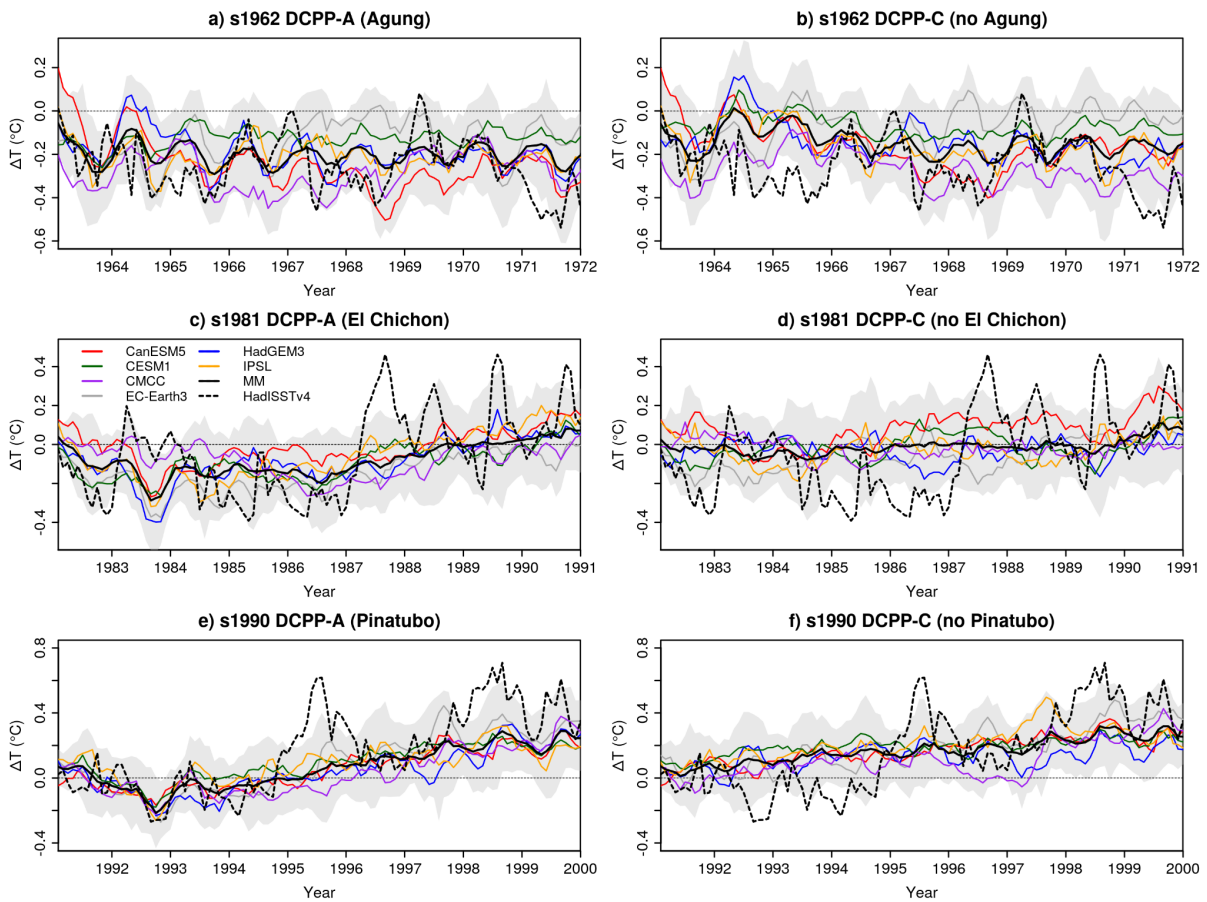 a) s1962 DCPP-A (Agung)
ΔT (°C)
0.2
0.0
-0.2
-0.4
-0.6
1964 1965 1966 1967 1968 1969 1970 1971 1972
Year
b) s1962 DCPP-C (no Agung)
ΔT (°C)
0.2
0.0
-0.2
-0.4
-0.6
1964 1965 1966 1967 1968 1969 1970 1971 1972
Year
c) s1981 DCPP-A (El Chichon)
ΔT (°C)
0.4
0.2
0.0
-0.4
CanESM5 HadGEM3
CESM1 IPSL
CMCC MM
EC-Earth3 HadISSTv4
1983 1984 1985 1986 1987 1988 1989 1990 1991
Year
d) s1981 DCPP-C (no El Chichon)
ΔT (°C)
0.4
0.2
0.0
-0.4
1983 1984 1985 1986 1987 1988 1989 1990 1991
Year
e) s1990 DCPP-A (Pinatubo)
ΔT (°C)
0.8
0.4
0.0
-0.4
1992 1993 1994 1995 1996 1997 1998 1999 2000
Year
f) s1990 DCPP-C (no Pinatubo)
ΔT (°C)
0.8
0.4
0.0
-0.4
1992 1993 1994 1995 1996 1997 1998 1999 2000
Year